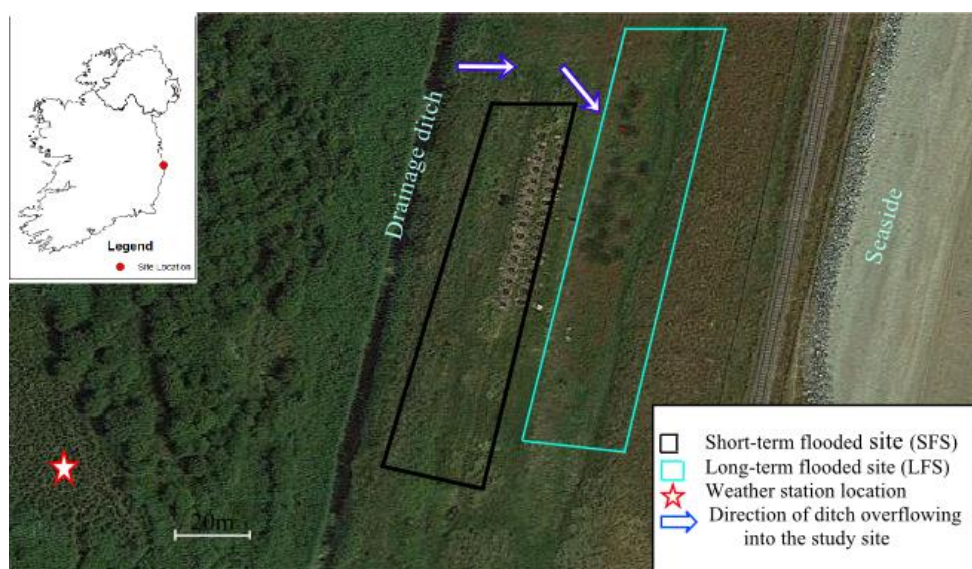 Legend
Site Location
Drainage ditch
Seaside
20m
Short-term flooded site (SFS)
Long-term flooded site (LFS)
Weather station location
Direction of ditch overflowing
into the study site